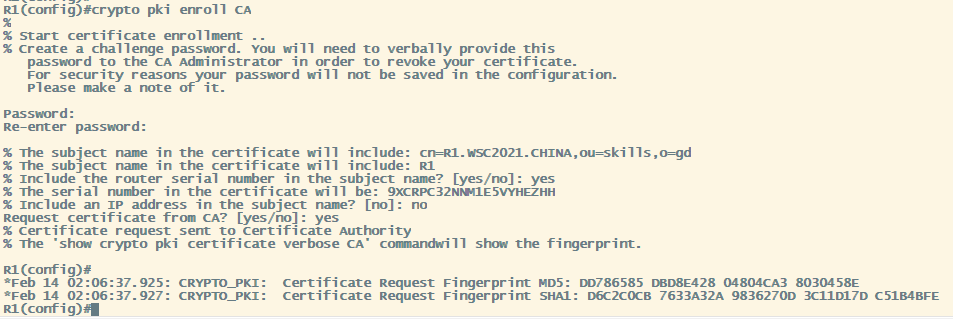 R1(config)#crypto pki enroll CA
%
% Start certificate enrollment ..
% Create a challenge password. You will need to verbally provide this
   password to the CA Administrator in order to revoke your certificate.
   For security reasons your password will not be saved in the configuration.
   Please make a note of it.
Password:
Re-enter password:
% The subject name in the certificate will include: cn=R1.WSC2021.CHINA,ou=skills,o=gd
% The subject name in the certificate will include: R1
% Include the router serial number in the subject name? [yes/no]: yes
% The serial number in the certificate will be: 9XCRPC32NNM1E5VYHEZHH
% Include an IP address in the subject name? [no]: no
Request certificate from CA? [yes/no]: yes
% Certificate request sent to Certificate Authority
% The 'show crypto pki certificate verbose CA' commandwill show the fingerprint.
R1(config)#
*Feb 14 02:06:37.925: CRYPTO_PKI:  Certificate Request Fingerprint MD5: DD786585 DBD8E428 04804CA3 8030458E
*Feb 14 02:06:37.927: CRYPTO_PKI:  Certificate Request Fingerprint SHA1: D6C2C0CB 7633A32A 9836270D 3C11D17D C51B4BFE
R1(config)#